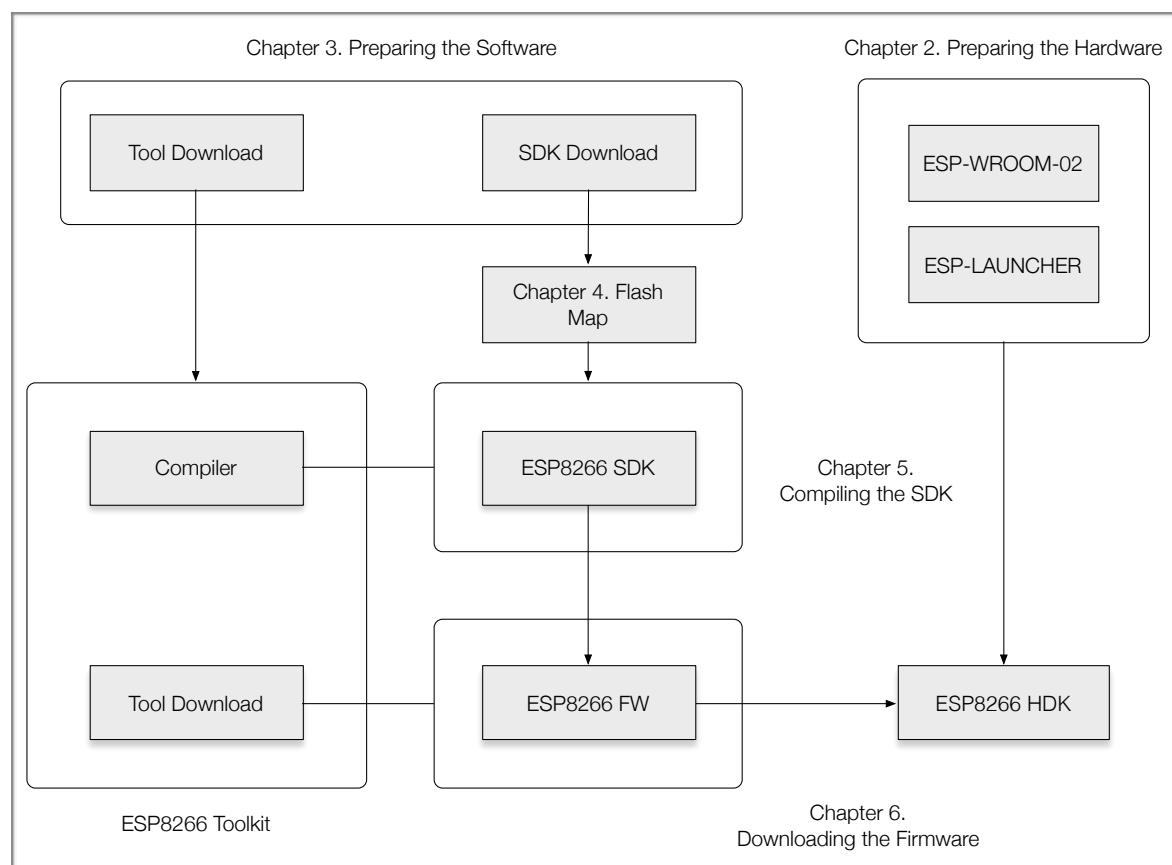 Chapter 3. Preparing the Software
Chapter 2. Preparing the Hardware
Tool Download
SDK Download
ESP-WROOM-02
ESP-LAUNCHER
Chapter 4. Flash
Map
Compiler
ESP8266 SDK
Chapter 5.
Compiling the SDK
Tool Download
ESP8266 FW
ESP8266 HDK
ESP8266 Toolkit
Chapter 6.
Downloading the Firmware